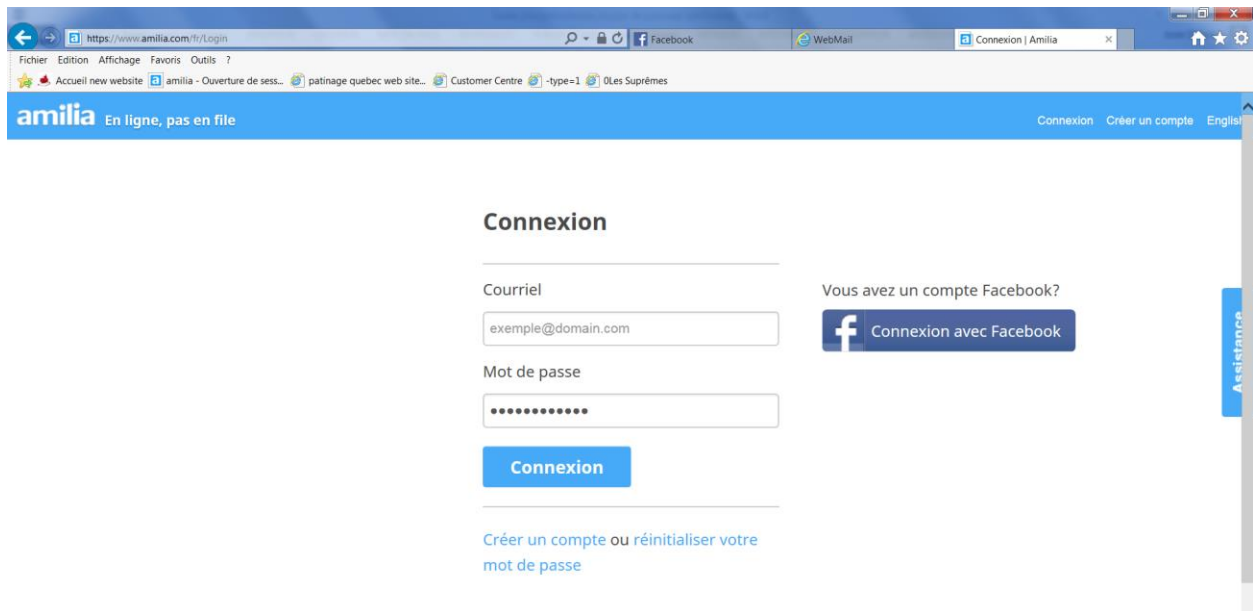 https://www.amilia.com/fr/Login
Facebook
WebMail
Connexion | Amilia
Fichier Edition Affichage Favoris Outils ?
Accueil new website amilia - Ouverture de sess... patinage quebec web site... Customer Centre -type=1 0Les Suprêmes
amilia En ligne, pas en file
Connexion Créer un compte English
Connexion
Courriel
exemple@domain.com
Mot de passe
Connexion
Créer un compte ou réinitialiser votre
mot de passe
Vous avez un compte Facebook?
f Connexion avec Facebook
Assistance